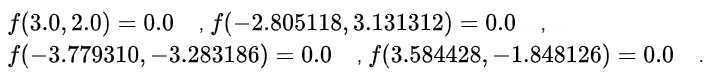 f(3.0, 2.0) = 0.0 , f(−2.805118, 3.131312) = 0.0 ,
f(−3.779310, −3.283186) = 0.0 , f(3.584428, −1.848126) = 0.0 .